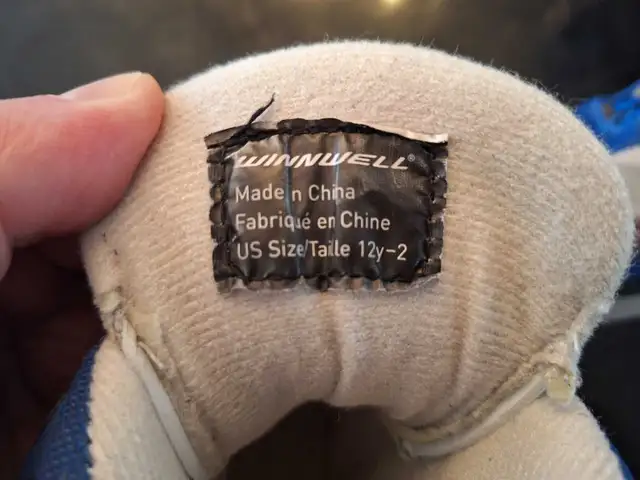 WINNWELL®
Made in China
Fabriqué en Chine
US Size/Taille 12y-2